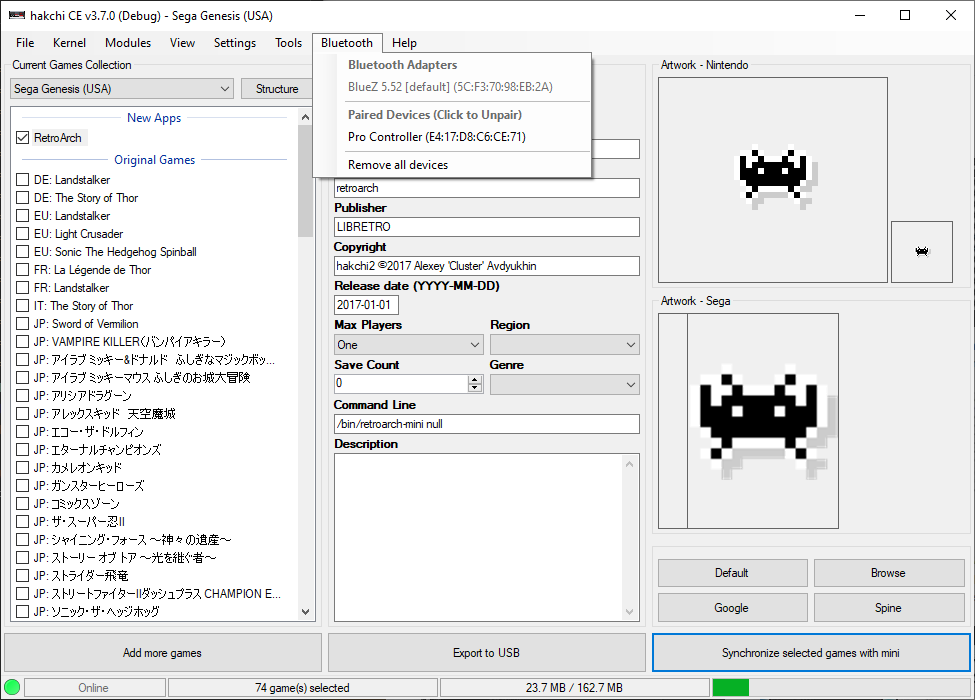 hakchi CE v3.7.0 (Debug) - Sega Genesis (USA)
File Kernel Modules View Settings Tools Bluetooth Help
Current Games Collection
Sega Genesis (USA) Structure
New Apps
RetroArch
Original Games
DE: Landstalker
DE: The Story of Thor
EU: Landstalker
EU: Light Crusader
EU: Sonic The Hedgehog Spinball
FR: La Légende de Thor
FR: Landstalker
IT: The Story of Thor
JP: Sword of Vermilion
JP: VAMPIRE KILLER(バンパイアキラー)
JP: アイラブミッキー&ドナルド ふしぎなマジックボッ...
JP: アイラブミッキーマウス ふしぎのお城大冒険
JP: アリシアドラグーン
JP: アレックスキッド 天空魔城
JP: エコー・ザ・ドルフィン
JP: エターナルチャンピオンズ
JP: カメレオンキッド
JP: ガンスターヒーローズ
JP: コミックスゾーン
JP: ザ・スーパー忍II
JP: シャイニング・フォース ～神々の遺産～
JP: ストーリー オブ トア ～光を継ぐ者～
JP: ストライダー飛竜
JP: ストリートファイターIIダッシュプラス CHAMPION E...
JP: ソニック・ザ・ヘッジホッグ
Bluetooth Adapters
BlueZ 5.52 [default] (5C:F3:70:98:EB:2A)
Paired Devices (Click to Unpair)
Pro Controller (E4:17:D8:C6:CE:71)
Remove all devices
retroarch
Publisher
LIBRETRO
Copyright
hakchi2 ©2017 Alexey 'Cluster' Avdyukhin
Release date (YYYY-MM-DD)
2017-01-01
Max Players Region
One
Save Count Genre
0
Command Line
/bin/retroarch-mini null
Description
Artwork - Nintendo
Artwork - Sega
Default Browse
Google Spine
Add more games Export to USB Synchronize selected games with mini
Online 74 game(s) selected 23.7 MB / 162.7 MB